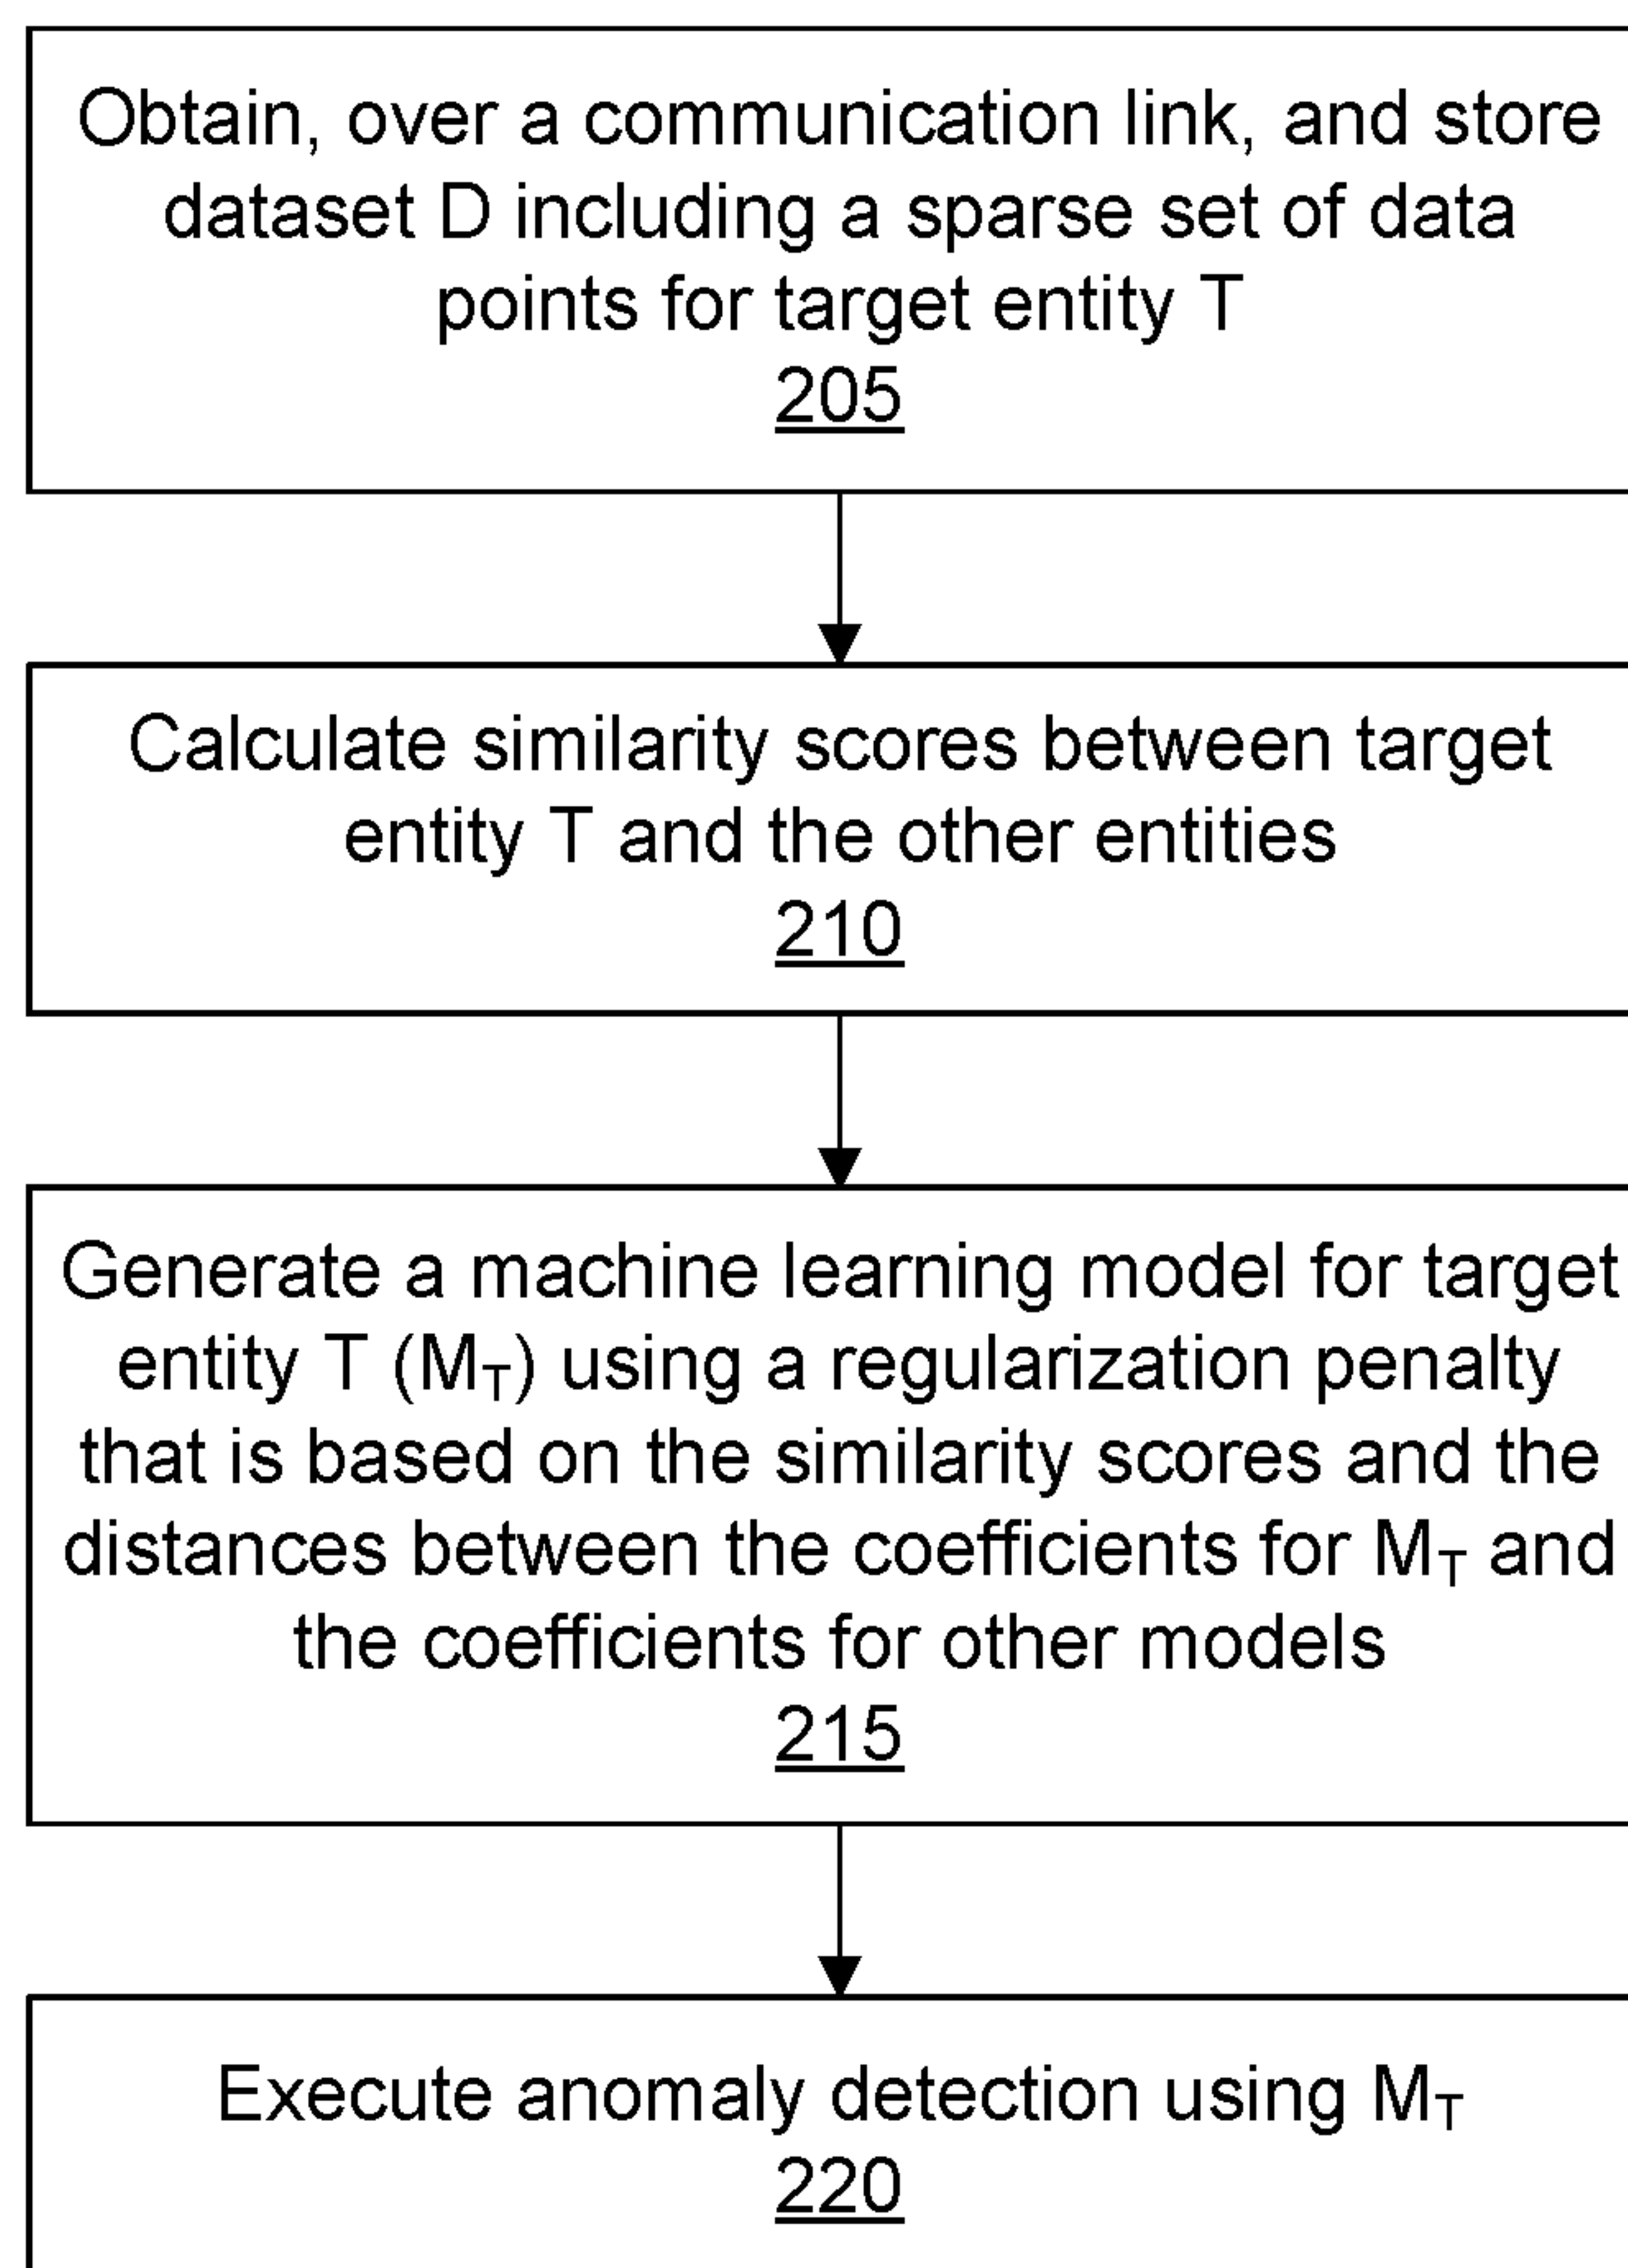 Obtain, over a communication link, and store
dataset D including a sparse set of data
points for target entity T
205
Calculate similarity scores between target
entity T and the other entities
210
Generate a machine learning model for target
entity T (M_T) using a regularization penalty
that is based on the similarity scores and the
distances between the coefficients for M_T and
the coefficients for other models
215
Execute anomaly detection using M_T
220